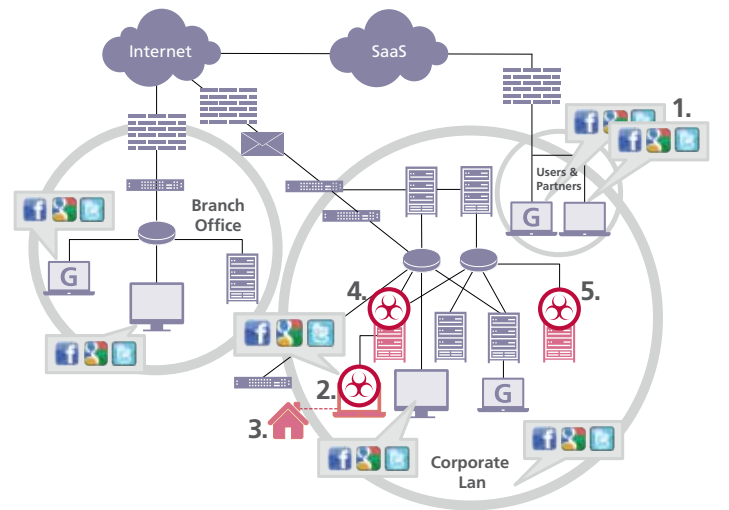 Internet
SaaS
1.
Users &
Partners
G
Branch
Office
G
4.
5.
2.
G
3.
Corporate
Lan